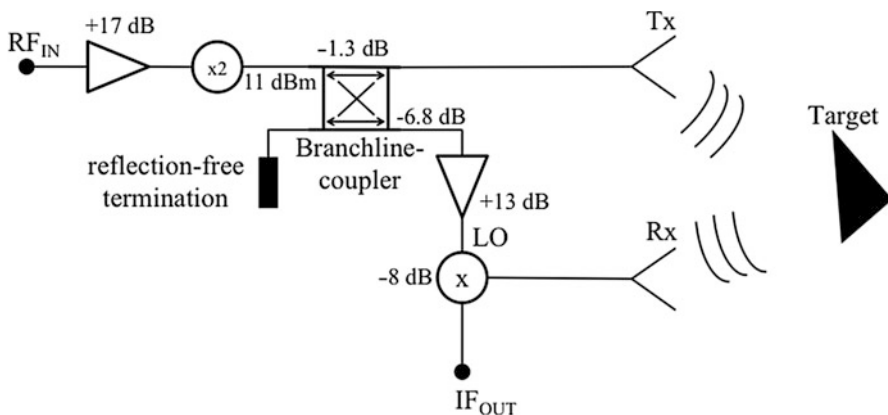 +17 dB
RF_IN
x2
11 dBm
-1.3 dB
Tx
-6.8 dB
Branchline-
coupler
reflection-free
termination
+13 dB
LO
-8 dB
x
Rx
Target
IF_OUT